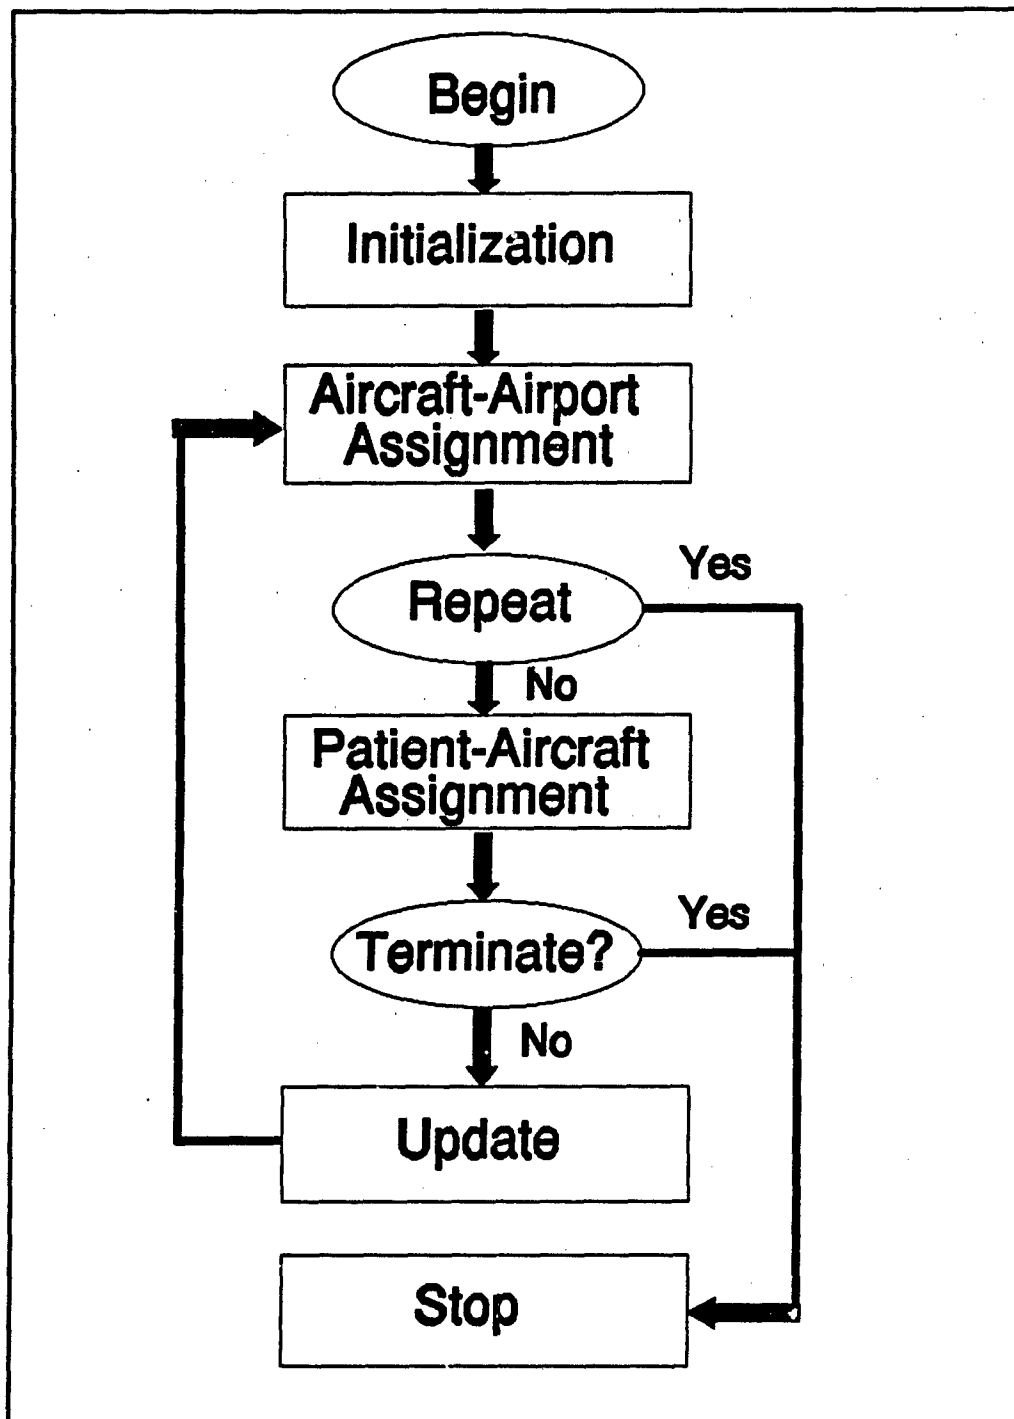 Begin
Initialization
Aircraft-Airport
Assignment
Yes
Repeat
No
Patient-Aircraft
Assignment
Yes
Terminate?
No
Update
Stop